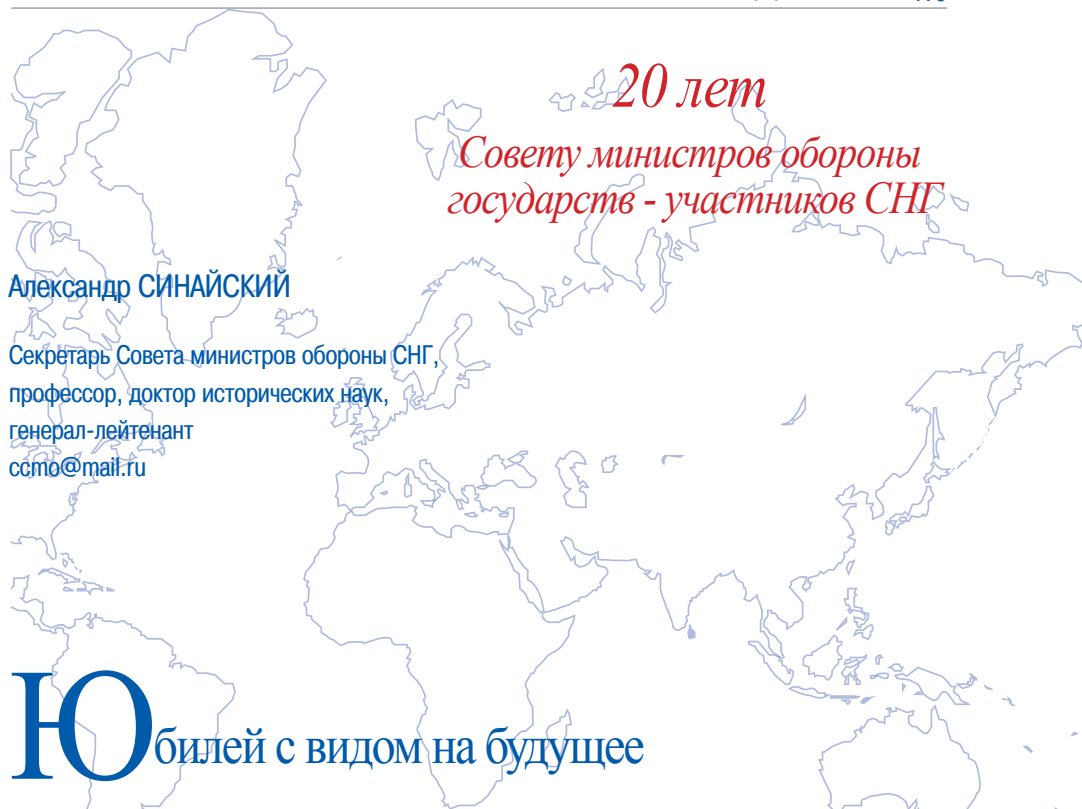 20 лет
Совету министров обороны
государств - участников СНГ
Александр СИНАЙСКИЙ
Секретарь Совета министров обороны СНГ,
профессор, доктор исторических наук,
генерал-лейтенант
ccmo@mail.ru
Юбилей с видом на будущее